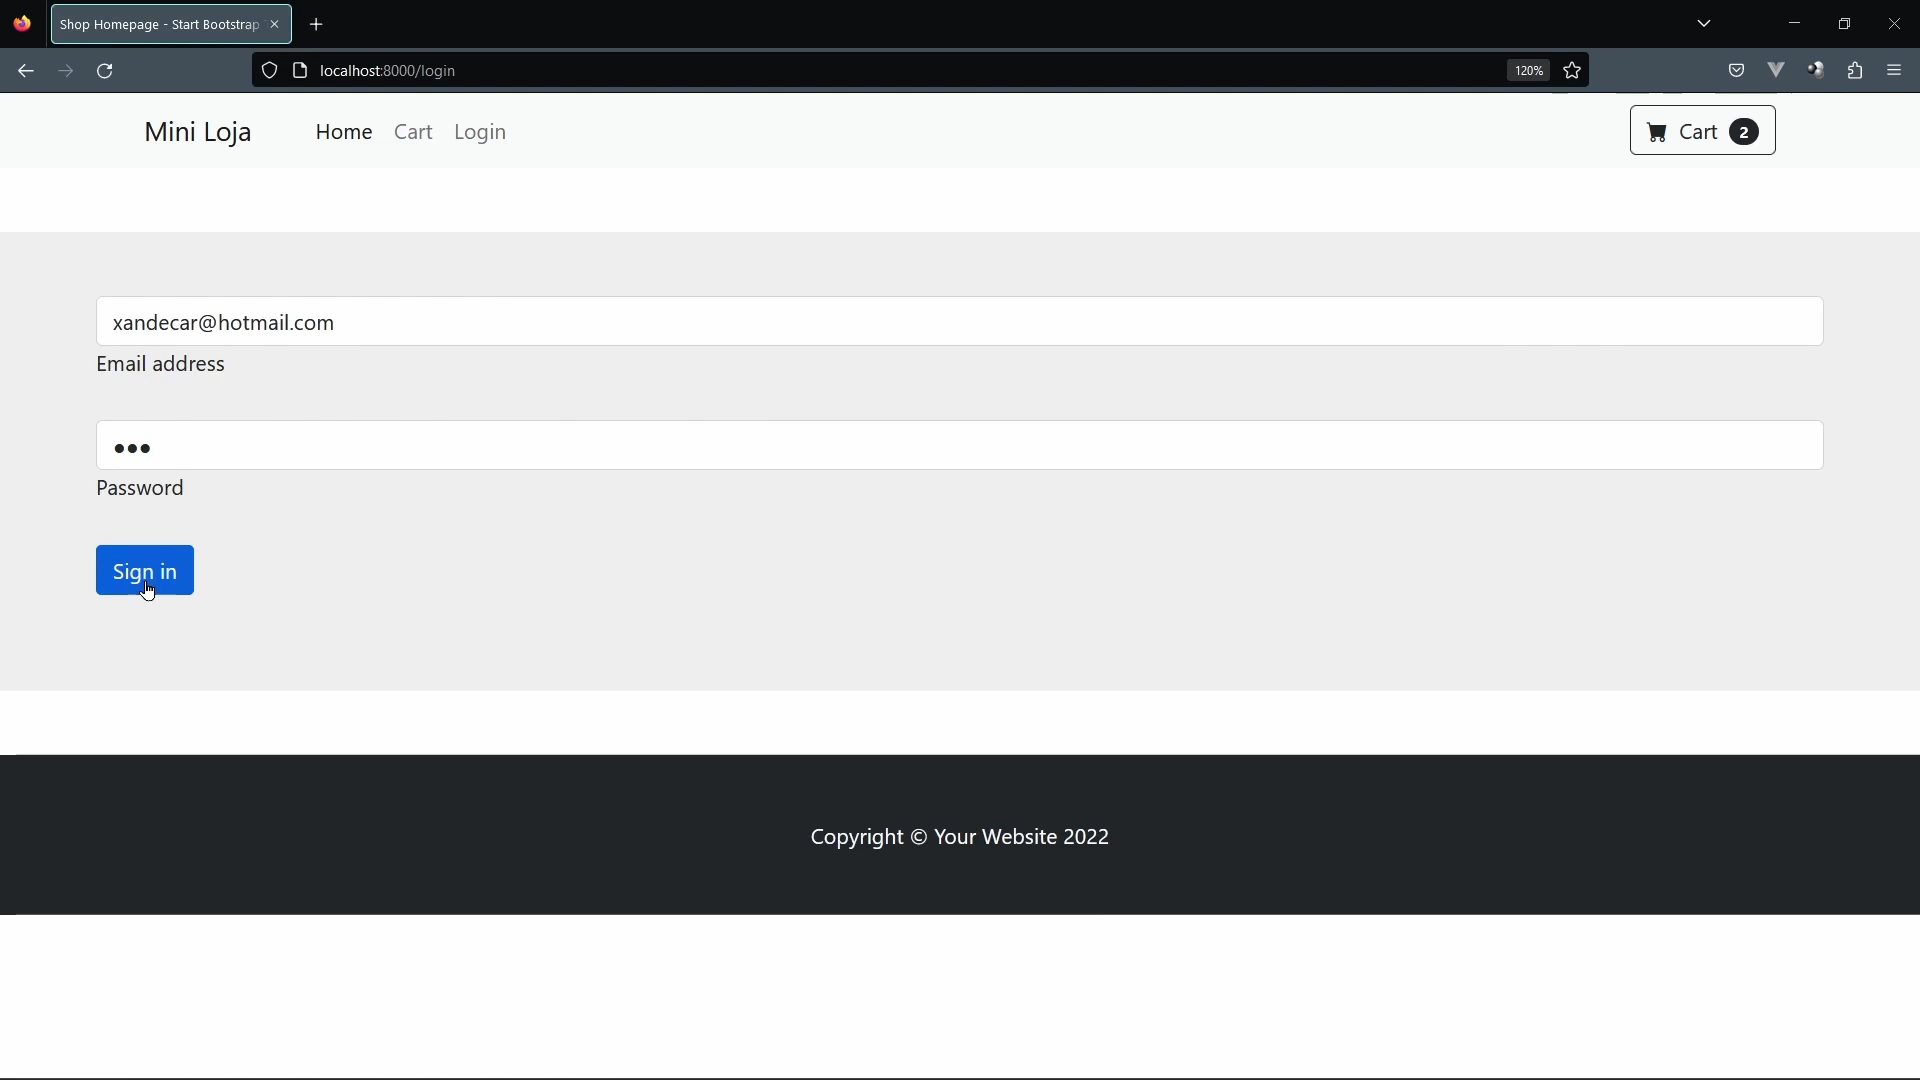 Shop Homepage - Start Bootstrap
localhost:8000/login
120%
Mini Loja
Home
Cart
Login
Cart 2
xandecar@hotmail.com
Email address
Password
Sign in
Copyright © Your Website 2022